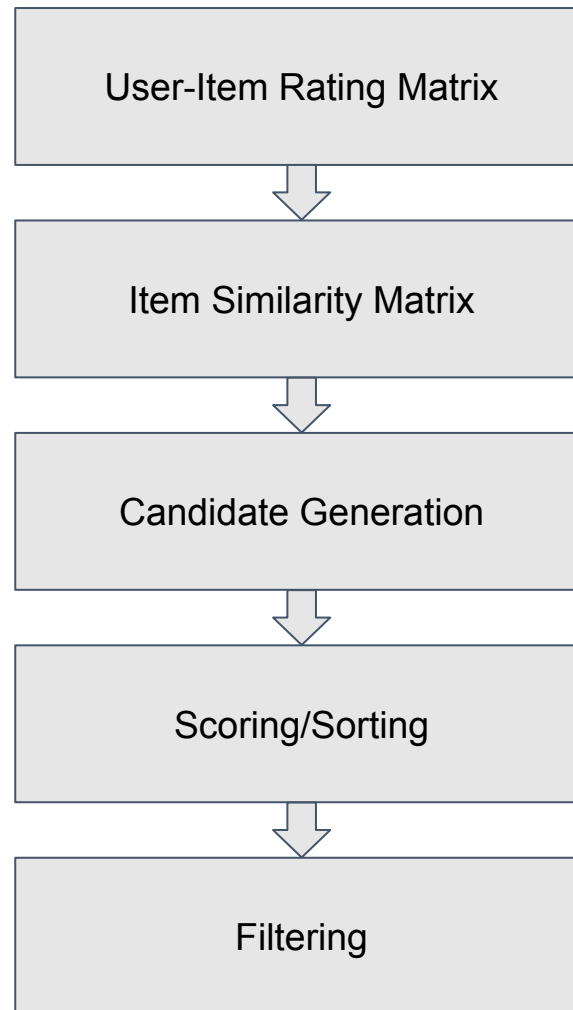 User-Item Rating Matrix
Item Similarity Matrix
Candidate Generation
Scoring/Sorting
Filtering